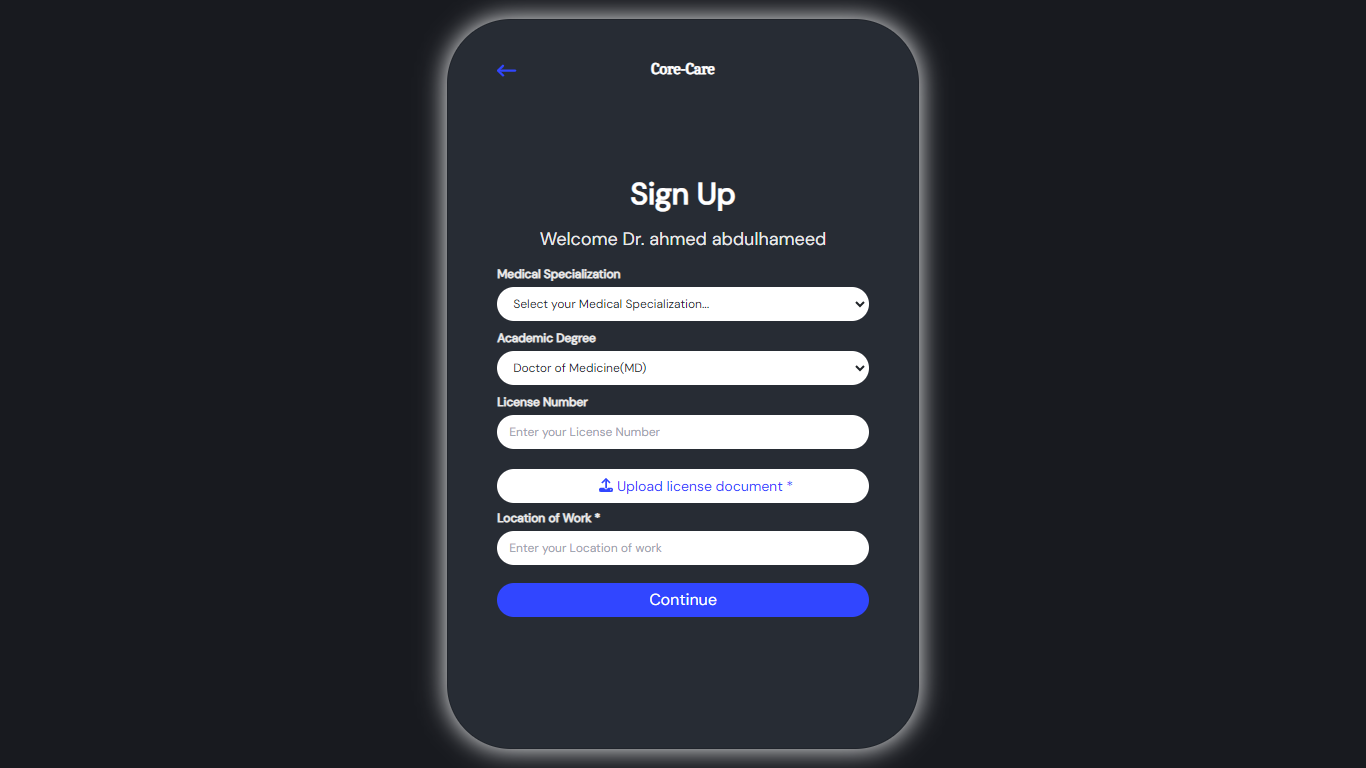 Core-Care
Sign Up
Welcome Dr. ahmed abdulhameed
Medical Specialization
Select your Medical Specialization...
Academic Degree
Doctor of Medicine(MD)
License Number
Enter your License Number
Upload license document *
Location of Work *
Enter your Location of work
Continue